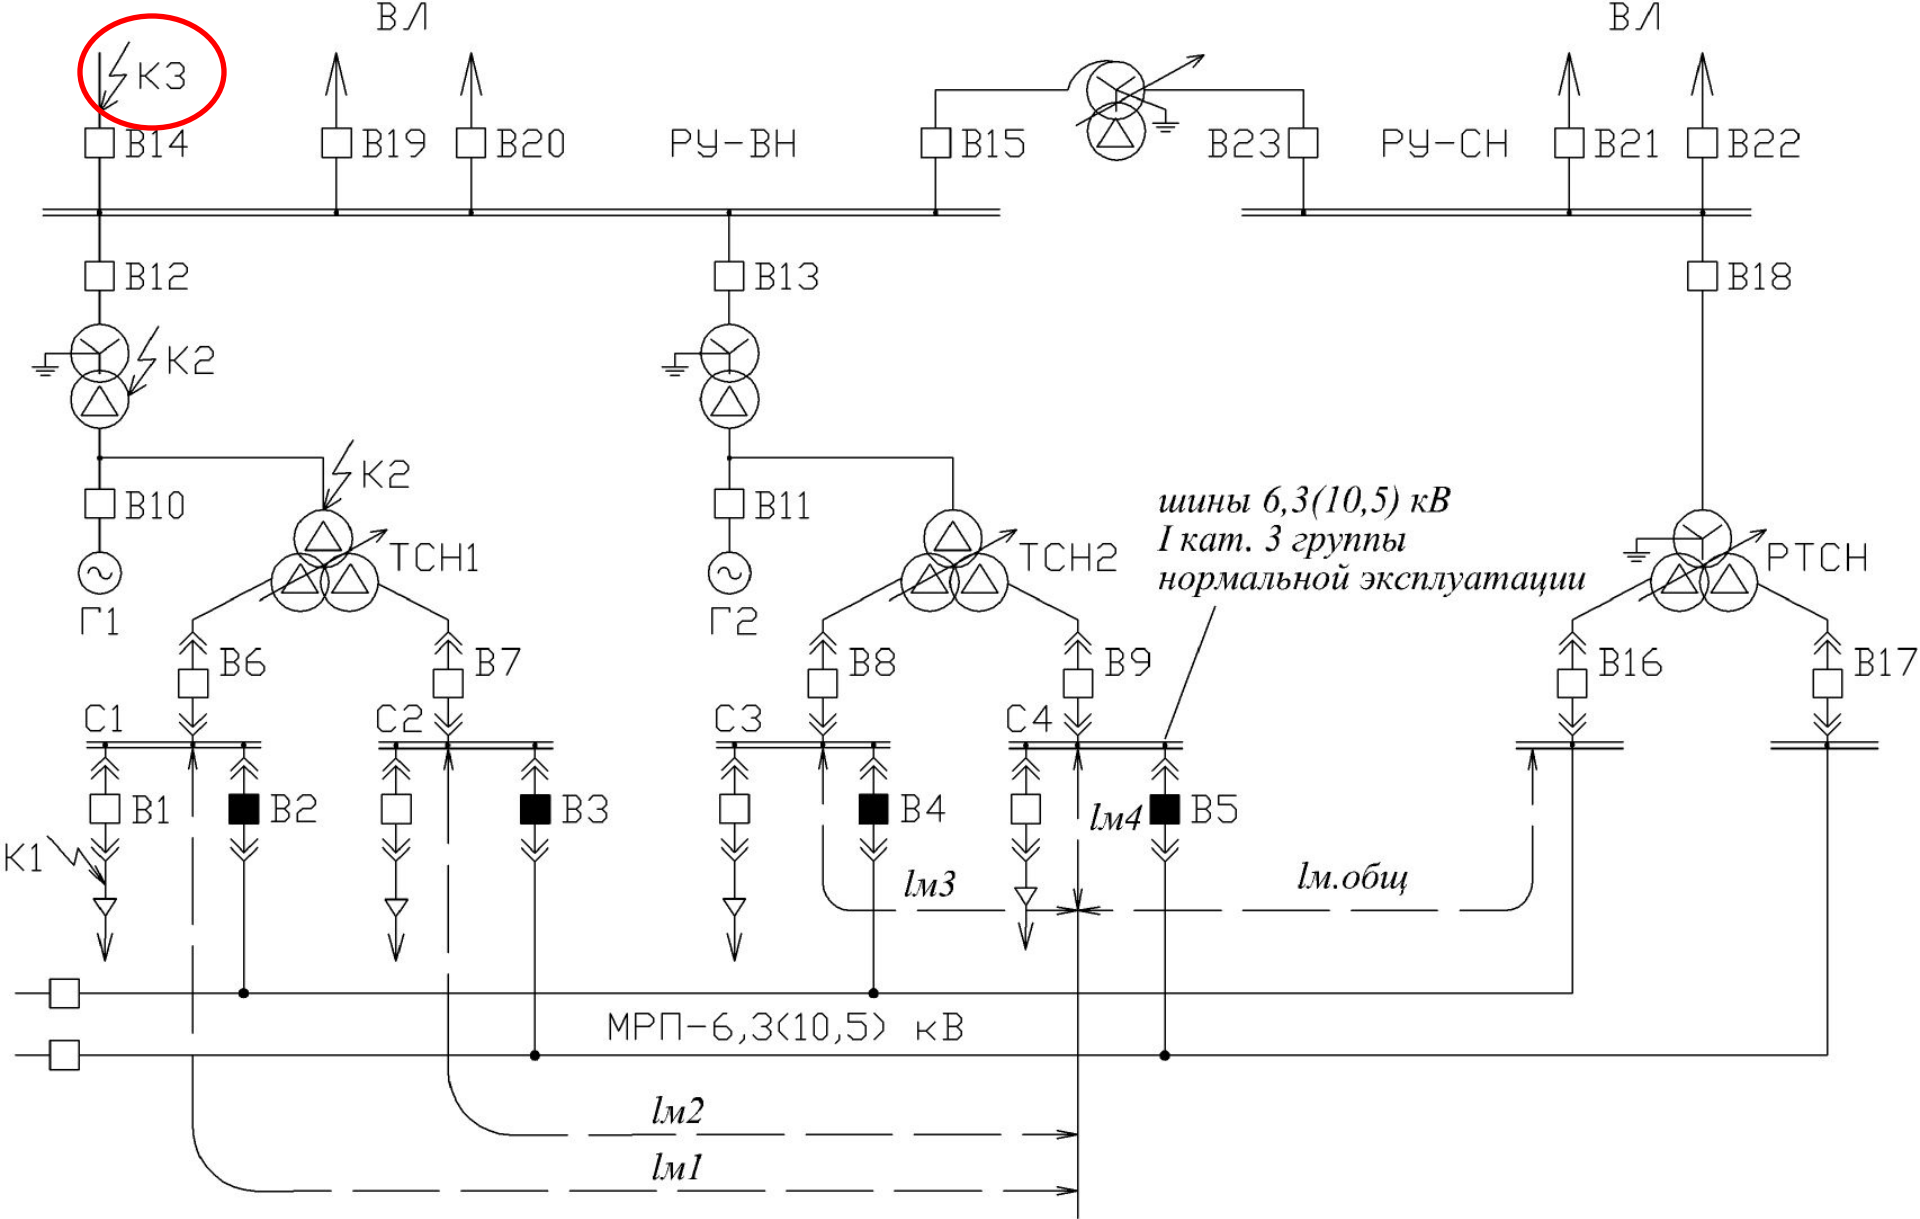 ВЛ
ВЛ
К3
В14
В19
В20
РУ-ВН
В15
В23
РУ-СН
В21
В22
В12
В13
В18
К2
К2
В10
В11
шины 6,3(10,5) кВ
I кат. 3 группы
нормальной эксплуатации
ТСН1
ТСН2
РТСН
Г1
Г2
В6
В7
В8
В9
В16
В17
С1
С2
С3
С4
В1
В2
В3
В4
lм4
В5
К1
lм3
lм.общ
МРП-6,3(10,5) кВ
lм2
lм1